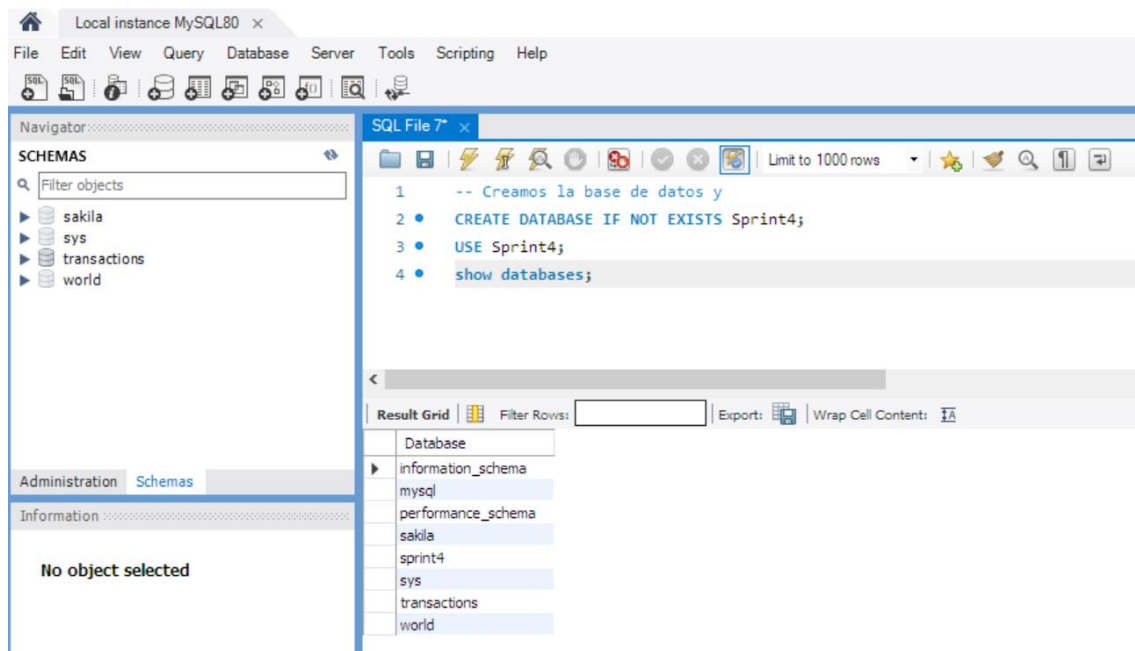 Local instance MySQL80 ×
File Edit View Query Database Server Tools Scripting Help
Navigator
SCHEMAS
Filter objects
sakila
sys
transactions
world
Administration Schemas
Information
No object selected
SQL File 7* ×
Limit to 1000 rows
1 -- Creamos la base de datos y
2 CREATE DATABASE IF NOT EXISTS Sprint4;
3 USE Sprint4;
4 show databases;
Result Grid Filter Rows: Export: Wrap Cell Content:
Database
information_schema
mysql
performance_schema
sakila
sprint4
sys
transactions
world